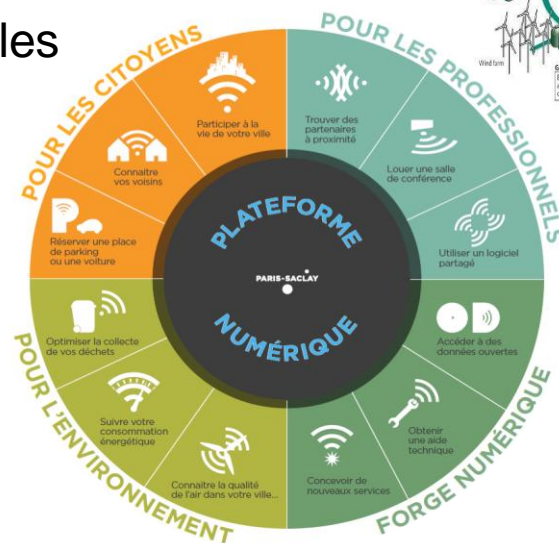 les
Wind farm
POUR LES CITOYENS
Participer à la
vie de votre ville
Connaitre
vos voisins
Réserver une place
de parking
ou une voiture
POUR LES PROFESSIONNELS
Trouver des
partenaires
à proximité
Louer une salle
de conférence
Utiliser un logiciel
partagé
PLATEFORME
PARIS-SACLAY
NUMÉRIQUE
POUR L'ENVIRONNEMENT
Optimiser la collecte
de vos déchets
Suivre votre
consommation
énergétique
Connaitre la qualité
de l'air dans votre ville...
FORGE NUMÉRIQUE
Accéder à des
données ouvertes
Obtenir
une aide
technique
Concevoir de
nouveaux services